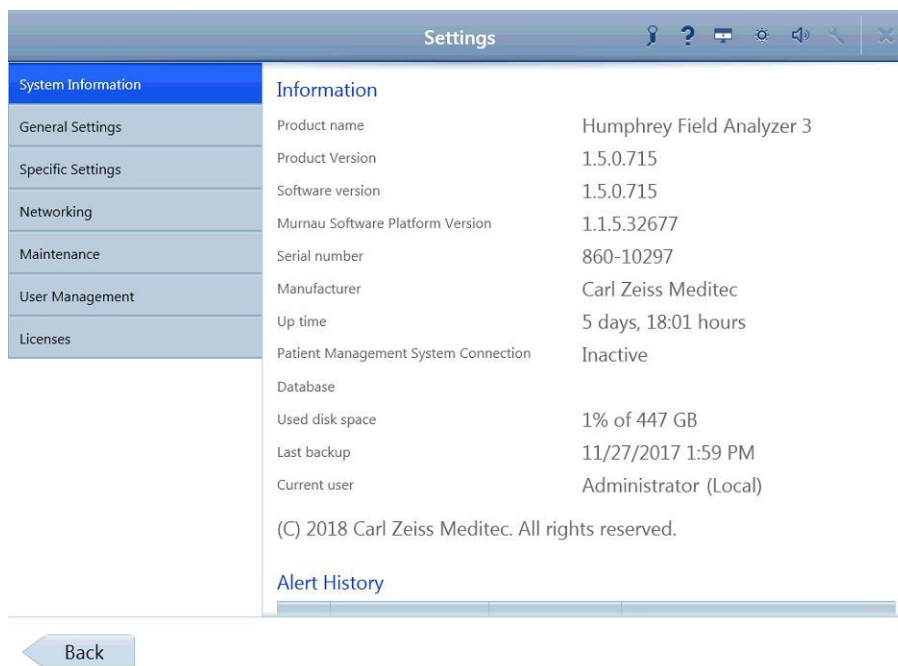 Settings
?
System Information
General Settings
Specific Settings
Networking
Maintenance
User Management
Licenses
Information
Product name Humphrey Field Analyzer 3
Product Version 1.5.0.715
Software version 1.5.0.715
Murnau Software Platform Version 1.1.5.32677
Serial number 860-10297
Manufacturer Carl Zeiss Meditec
Up time 5 days, 18:01 hours
Patient Management System Connection Inactive
Database
Used disk space 1% of 447 GB
Last backup 11/27/2017 1:59 PM
Current user Administrator (Local)
(C) 2018 Carl Zeiss Meditec. All rights reserved.
Alert History
Back